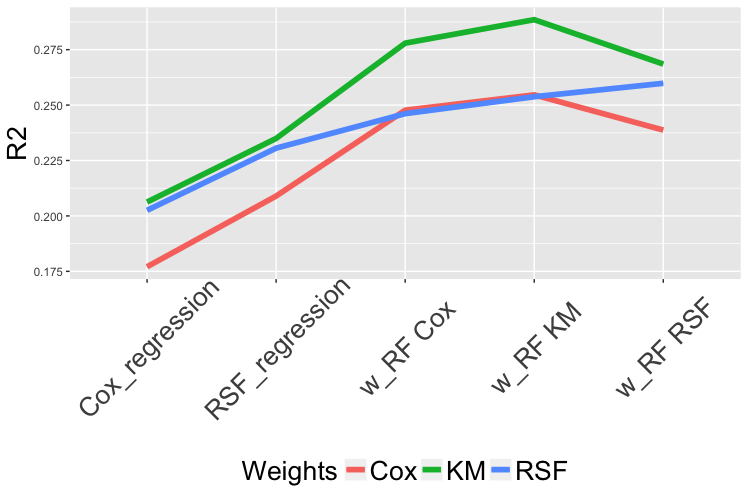 R2
0.275
0.250
0.225
0.200
0.175
Cox_regression
RSF_regression
w_RF Cox
w_RF KM
w_RF RSF
Weights Cox KM RSF